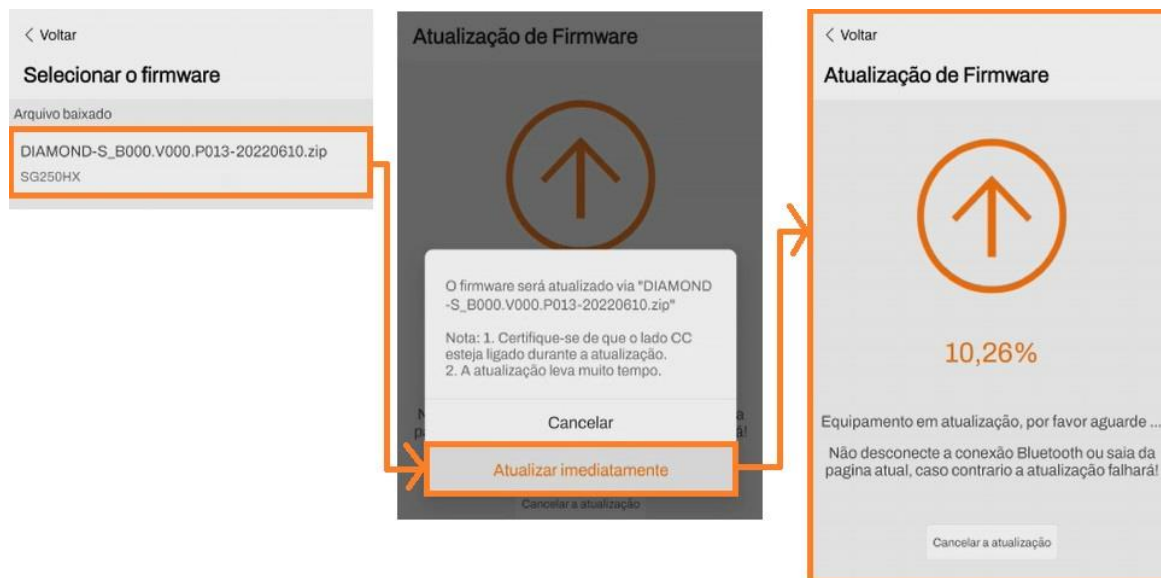 Voltar
Selecionar o firmware
Arquivo baixado
DIAMOND-S_B000.V000.P013-20220610.zip
SG250HX
Atualização de Firmware
O firmware será atualizado via "DIAMOND
-S_B000.V000.P013-20220610.zip"
Nota: 1. Certifique-se de que o lado CC
esteja ligado durante a atualização.
2. A atualização leva muito tempo.
Cancelar
Atualizar imediatamente
Cancelar a atualização
Voltar
Atualização de Firmware
10,26%
Equipamento em atualização, por favor aguarde ...
Não desconecte a conexão Bluetooth ou saia da
pagina atual, caso contrario a atualização falhará!
Cancelar a atualização